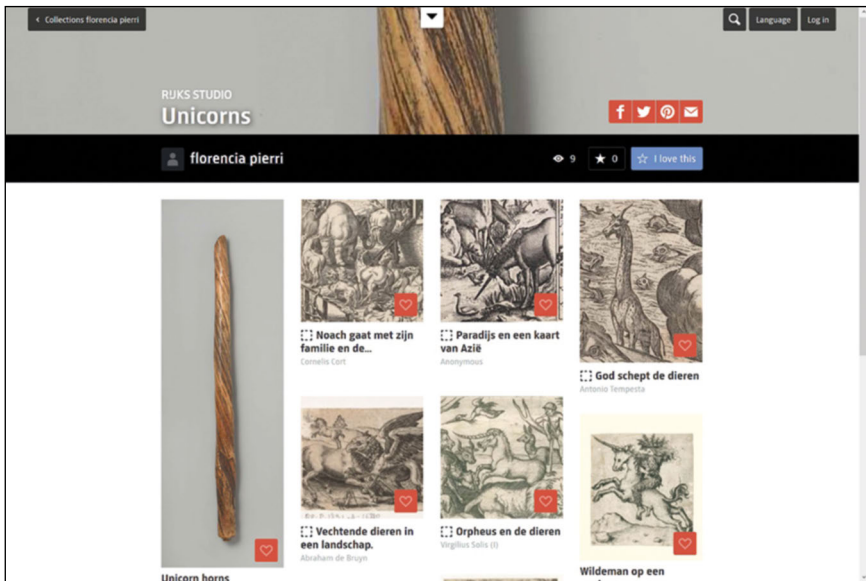 < Collections florencia pierri
Language
Log in
RIJKS STUDIO
Unicorns
florencia pierri
9
0
I love this
Noach gaat met zijn
familie en de...
Cornelis Cort
Paradijs en een kaart
van Azië
Anonymous
God schept de dieren
Antonio Tempesta
Vechtende dieren in
een landschap.
Abraham de Bruyn
Orpheus en de dieren
Virgilius Salis (I)
Unicorn horns
Wildeman op een